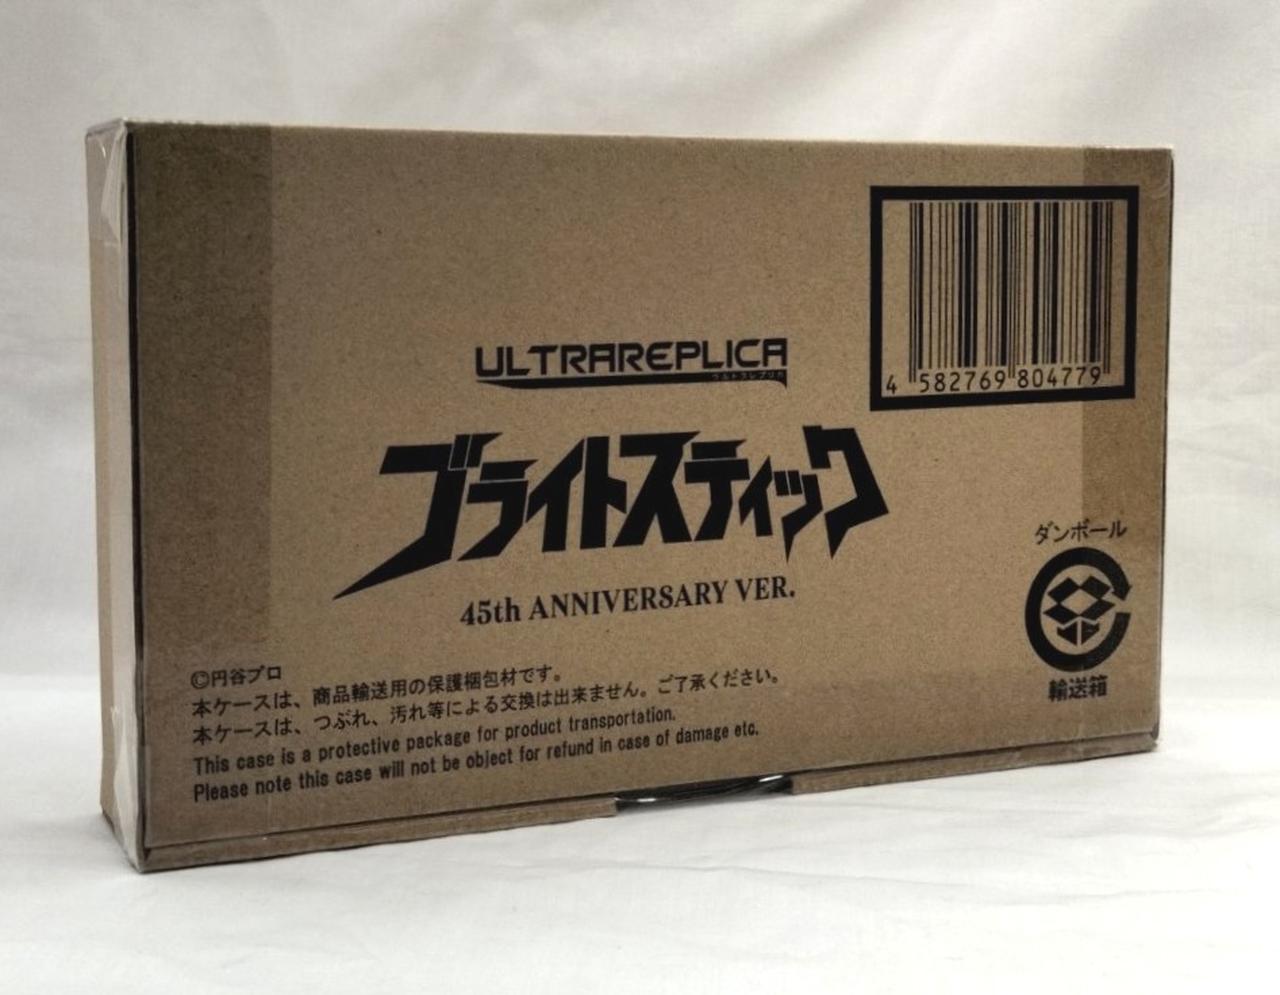 ULTRAREPLICA
ウルトラレプリカ
ブライトスティック
45th ANNIVERSARY VER.
4 582769 804779
ダンボール
輸送箱
©円谷プロ
本ケースは、商品輸送用の保護梱包材です。
本ケースは、つぶれ、汚れ等による交換は出来ません。ご了承ください。
This case is a protective package for product transportation.
Please note this case will not be object for refund in case of damage etc.